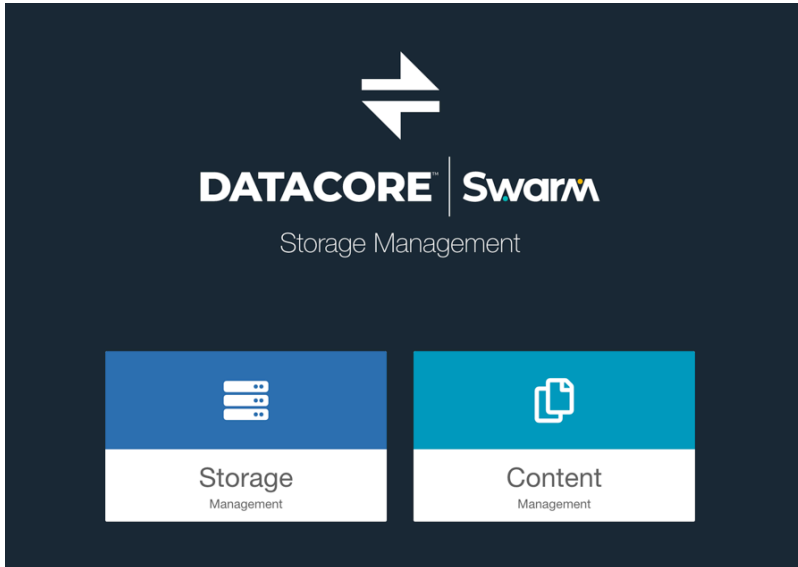 DATACORE™ | Swarm
Storage Management
Storage
Management
Content
Management